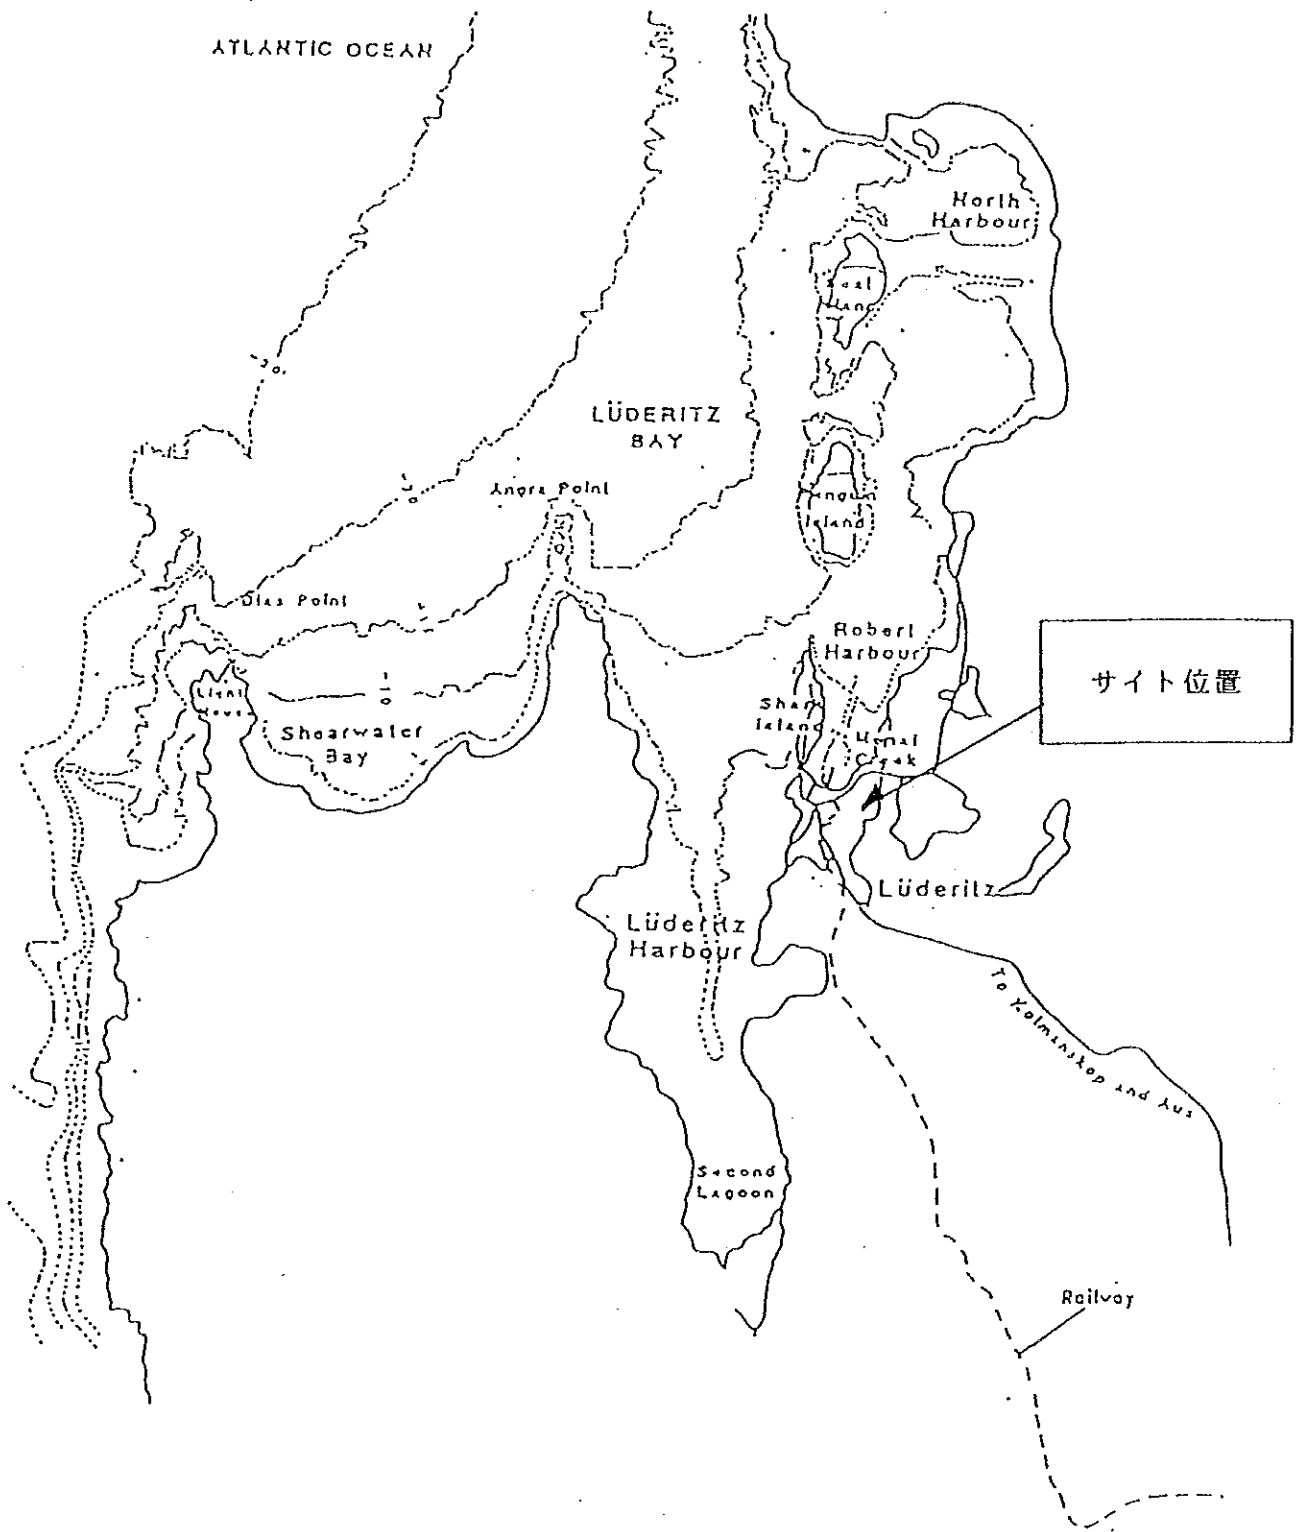 ATLANTIC OCEAN
North
Harbour
Island
LÜDERITZ
BAY
Angra Point
Island
Dias Point
Robert
Harbour
サイト位置
Island
Shearwater
Bay
Lüderitz
Lüderitz
Harbour
To Kolmanskop and Aus
Second
Lagoon
Railway